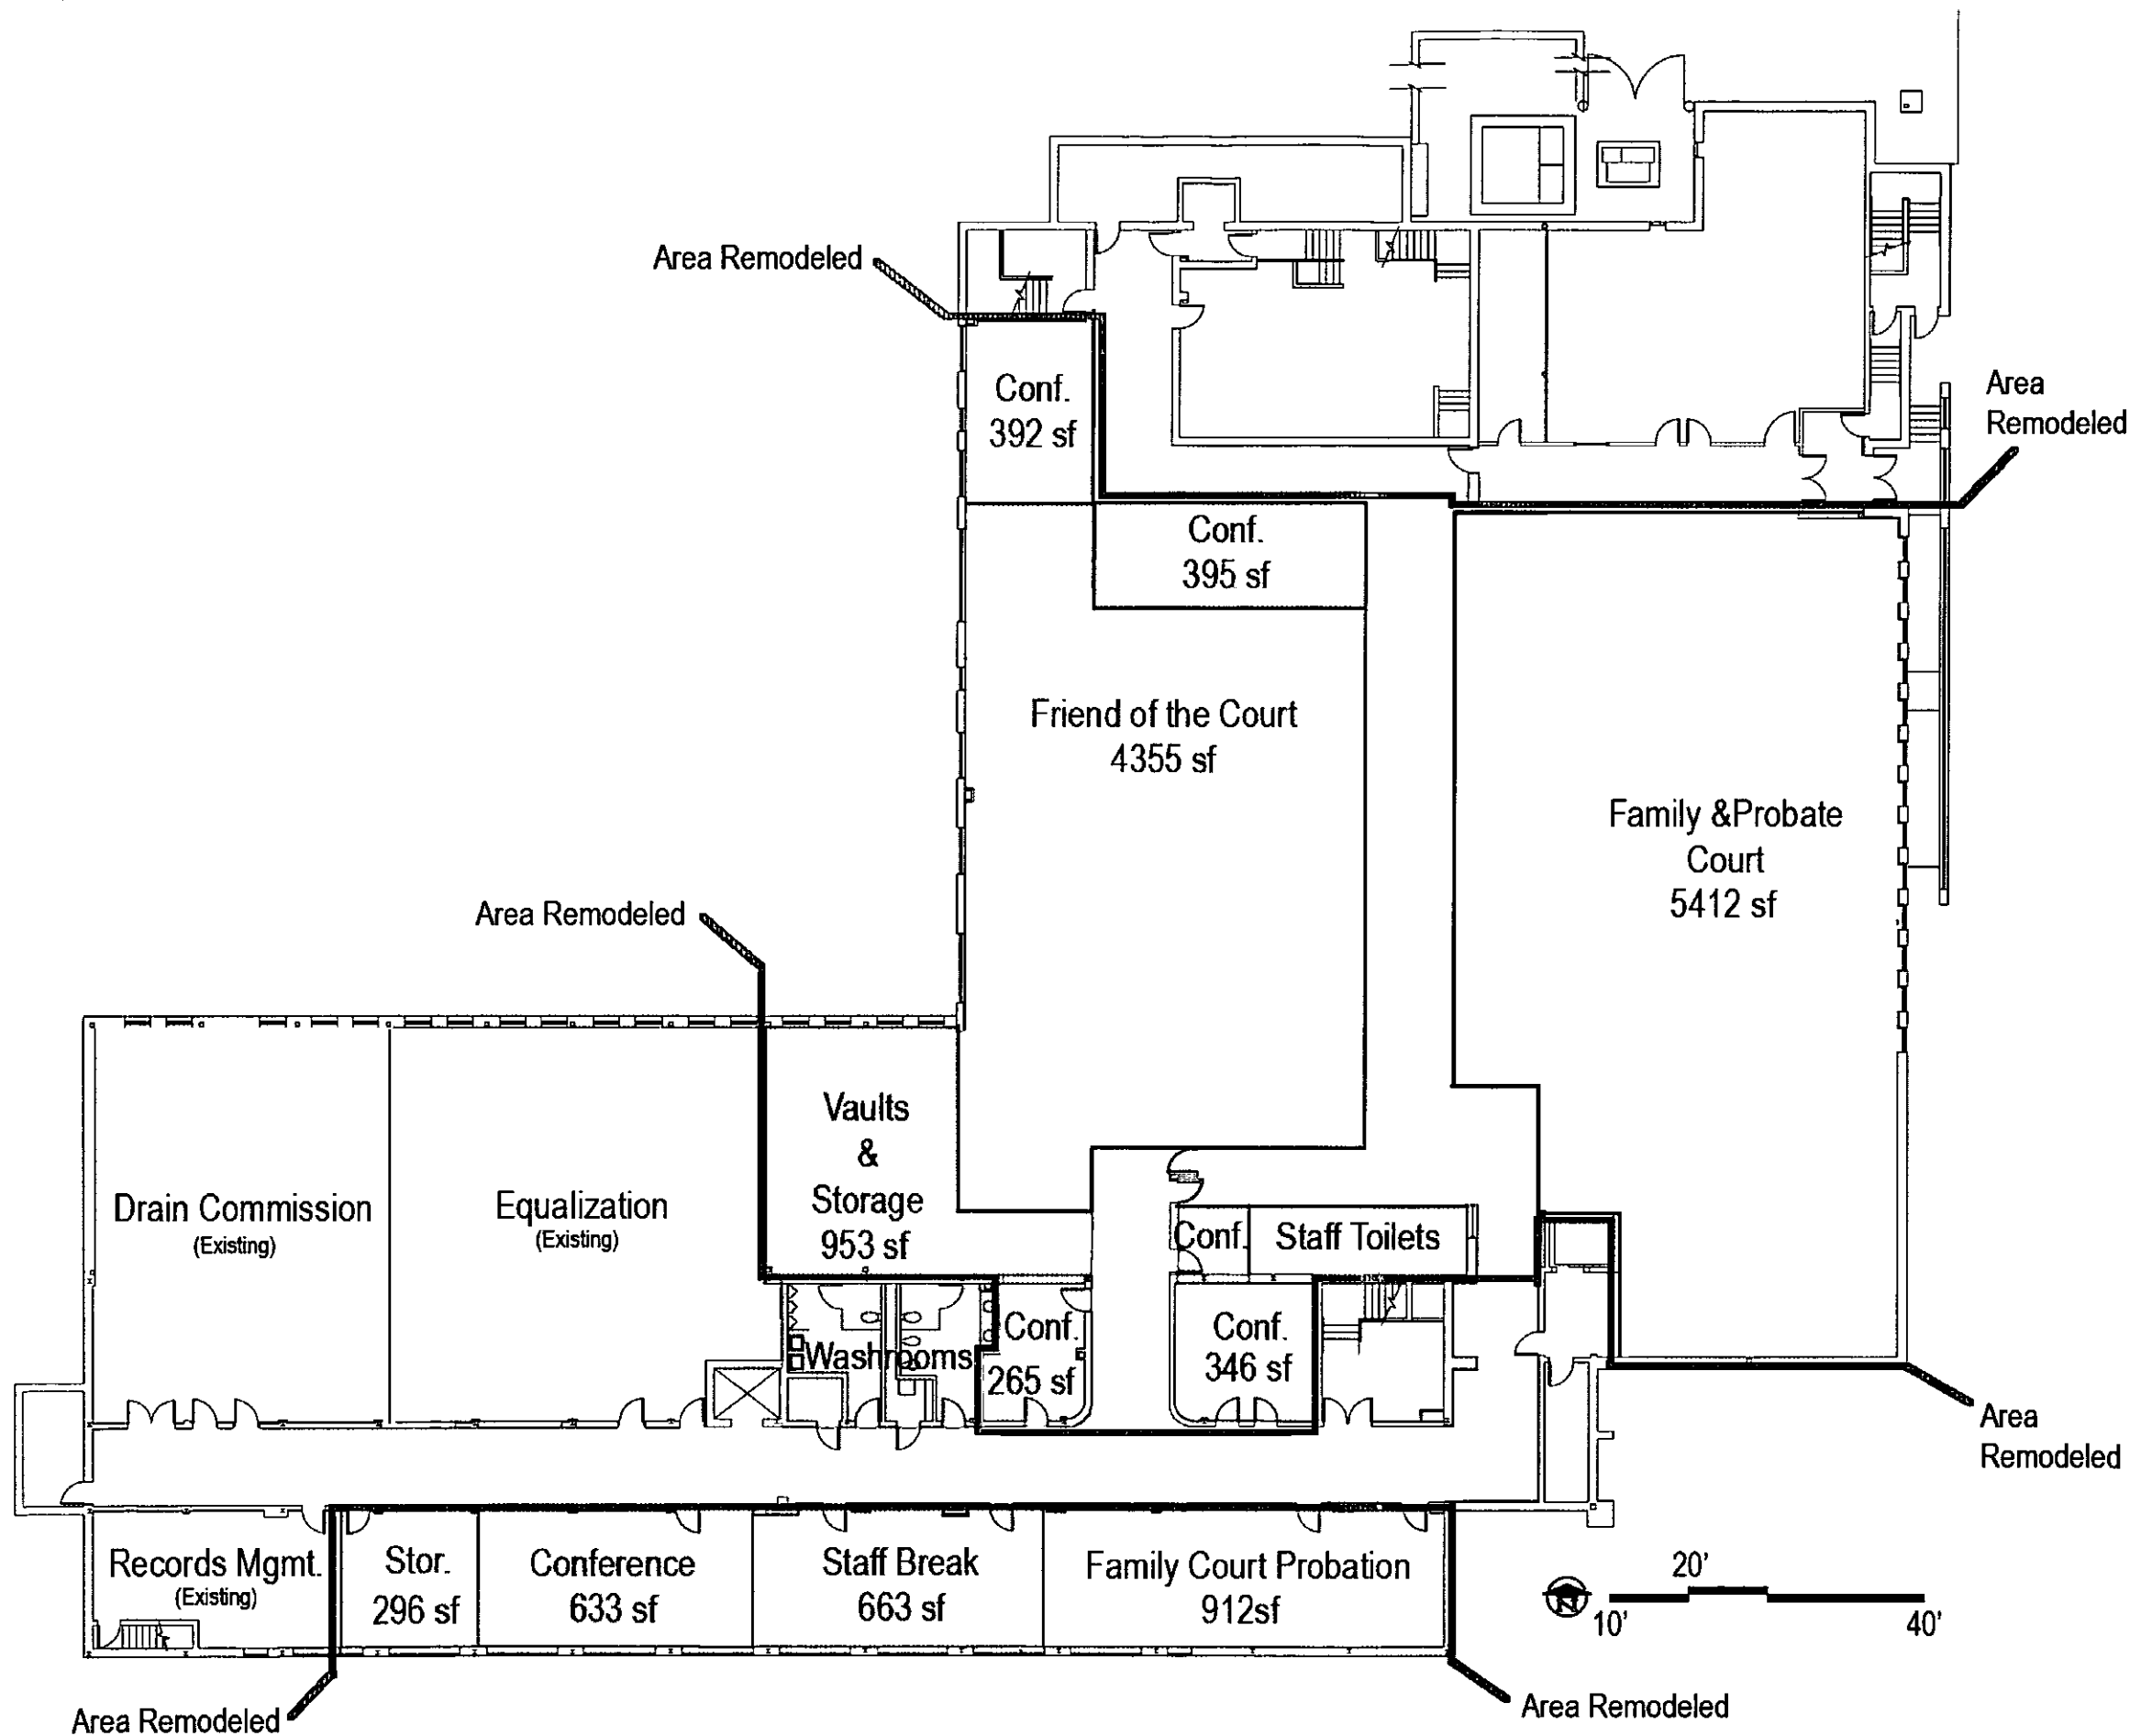 Area Remodeled
Conf.
392 sf
Area
Remodeled
Conf.
395 sf
Friend of the Court
4355 sf
Family &Probate
Court
5412 sf
Area Remodeled
Vaults
&
Storage
953 sf
Drain Commission
(Existing)
Equalization
(Existing)
Conf.
Staff Toilets
Washrooms
Conf.
265 sf
Conf.
346 sf
Area
Remodeled
Records Mgmt.
(Existing)
Stor.
296 sf
Conference
633 sf
Staff Break
663 sf
Family Court Probation
912sf
N
20'
10'
40'
Area Remodeled
Area Remodeled